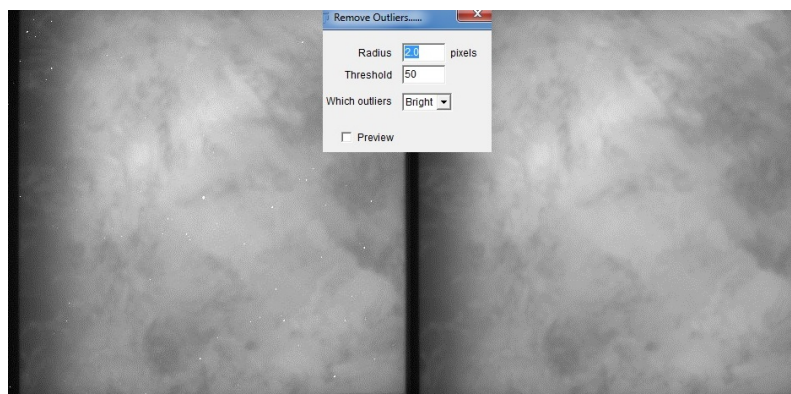 Remove Outliers......
Radius 2.0 pixels
Threshold 50
Which outliers Bright
Preview